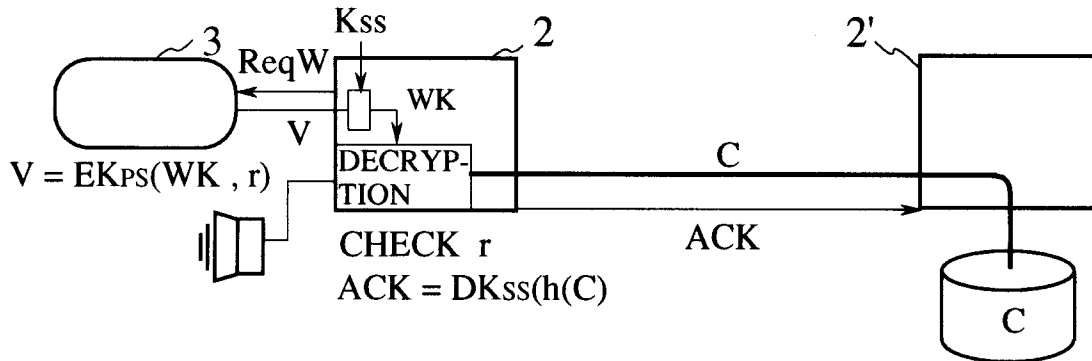 Kss
3
2
2'
ReqW
WK
V
C
V = EKPS(WK , r)
DECRYP-
TION
ACK
CHECK r
ACK = DKss(h(C)
C